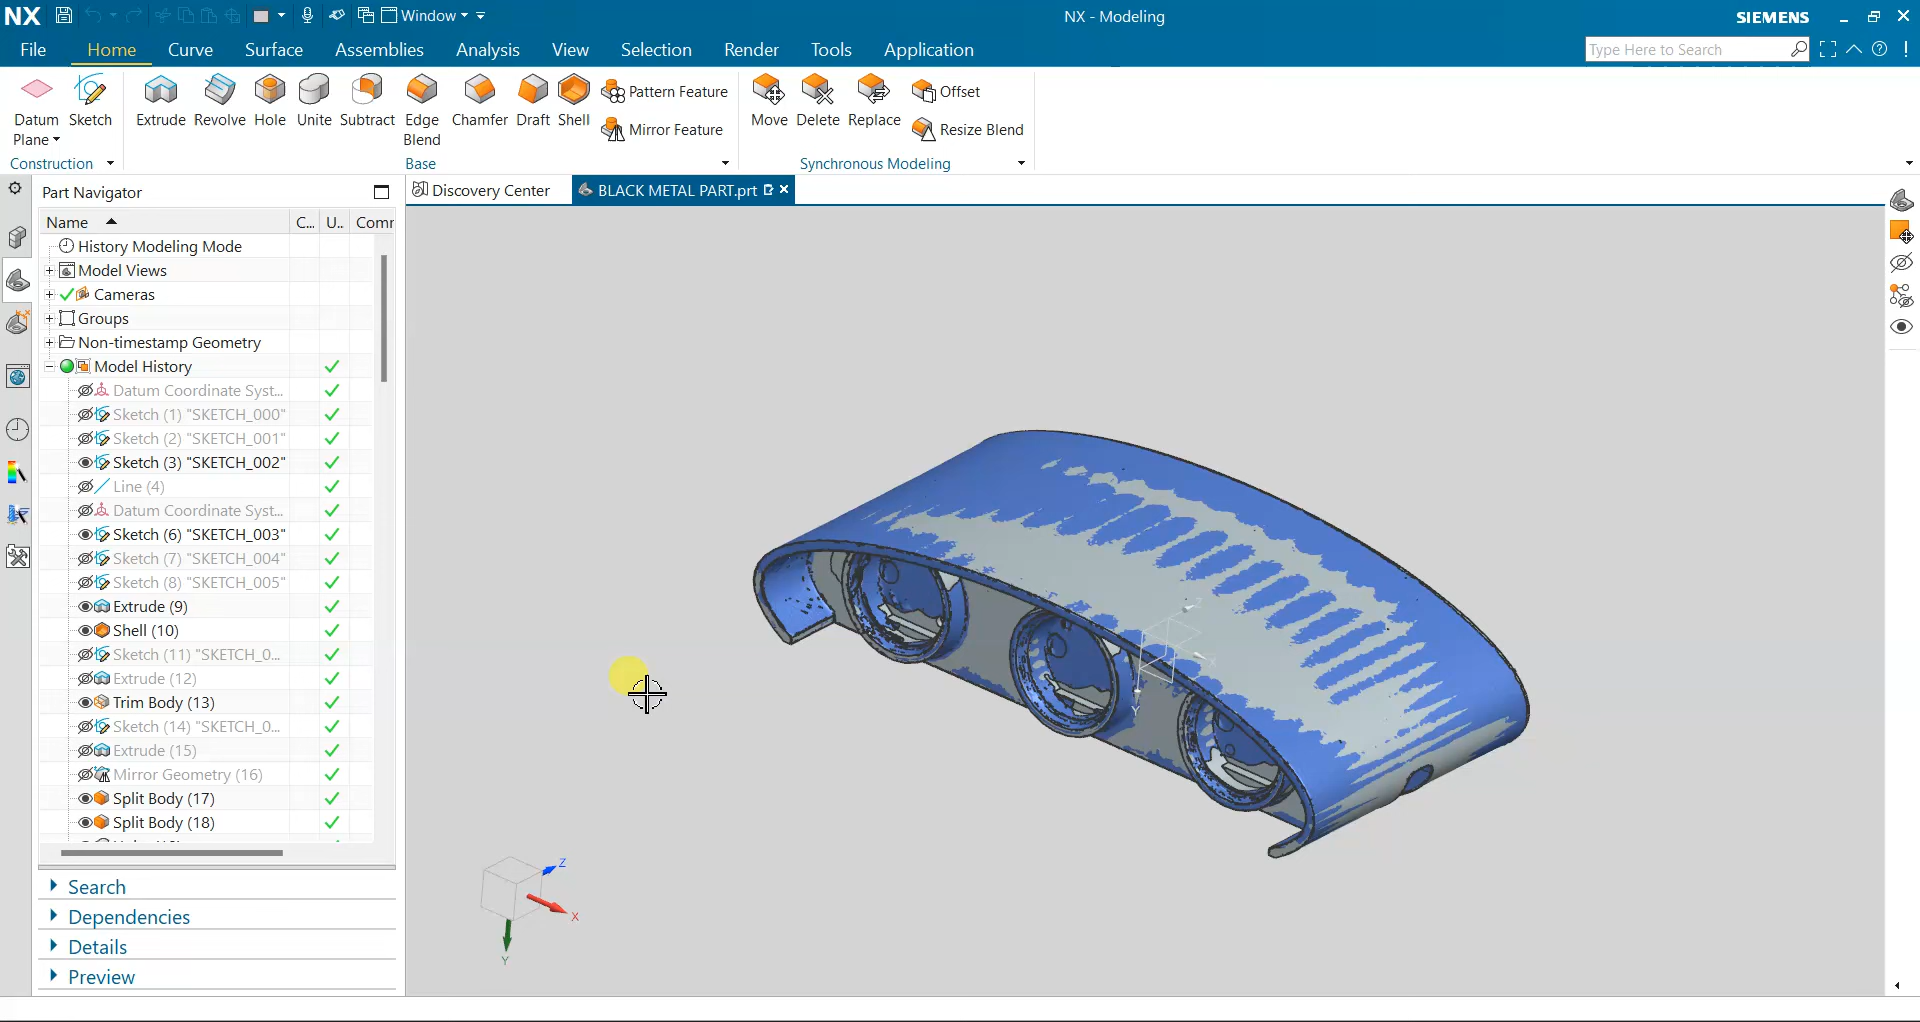 NX Window NX - Modeling SIEMENS
File Home Curve Surface Assemblies Analysis View Selection Render Tools Application Type Here to Search
Datum Plane Sketch Extrude Revolve Hole Unite Subtract Edge Blend Chamfer Draft Shell Pattern Feature Mirror Feature Move Delete Replace Offset Resize Blend
Construction Base Synchronous Modeling
Part Navigator Discovery Center BLACK METAL PART.prt
Name C... U.. Comr
History Modeling Mode
Model Views
Cameras
Groups
Non-timestamp Geometry
Model History
Datum Coordinate Syst...
Sketch (1) "SKETCH_000"
Sketch (2) "SKETCH_001"
Sketch (3) "SKETCH_002"
Line (4)
Datum Coordinate Syst...
Sketch (6) "SKETCH_003"
Sketch (7) "SKETCH_004"
Sketch (8) "SKETCH_005"
Extrude (9)
Shell (10)
Sketch (11) "SKETCH_0...
Extrude (12)
Trim Body (13)
Sketch (14) "SKETCH_0...
Extrude (15)
Mirror Geometry (16)
Split Body (17)
Split Body (18)
Search
Dependencies
Details
Preview
Z
X
Y
Z
X
Y